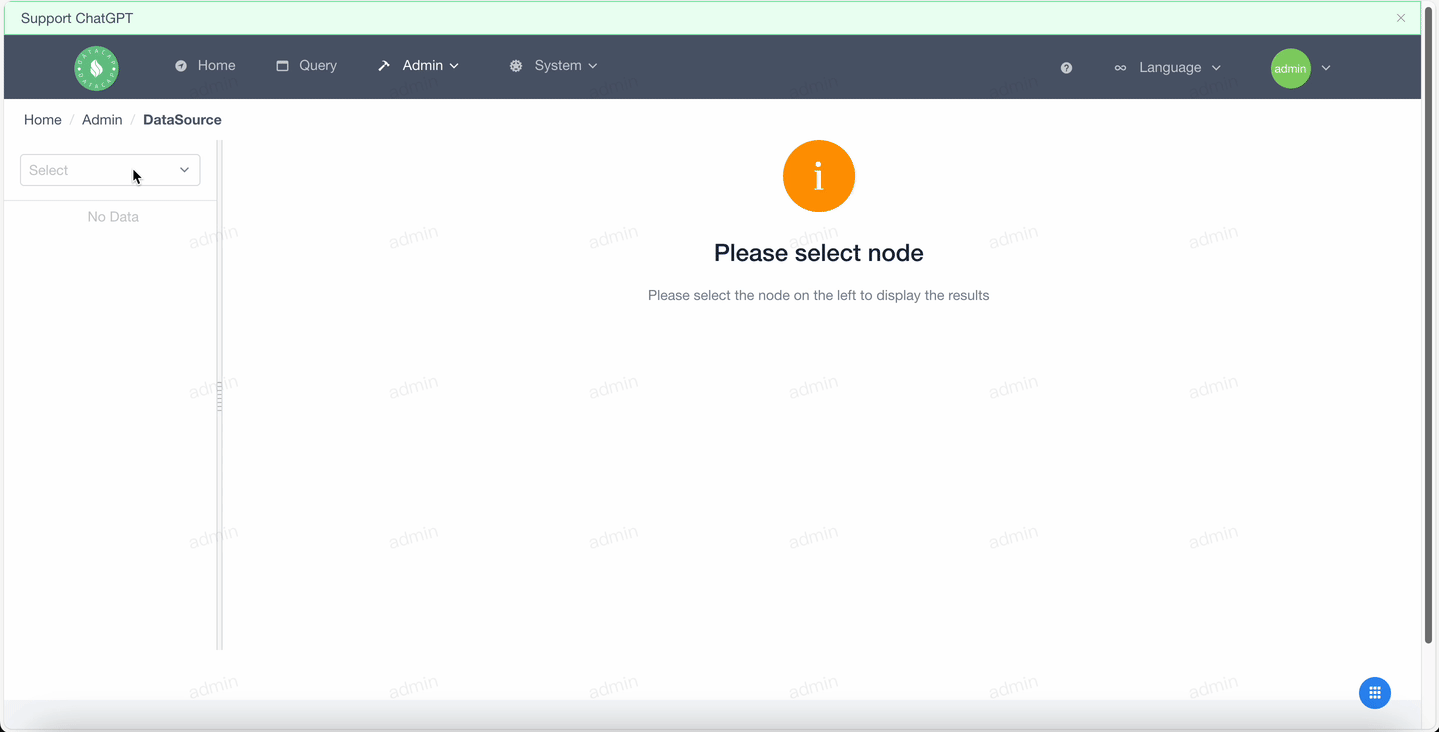 Support ChatGPT
DATACAP DATACAP
Home Query Admin System Language admin
Home / Admin / DataSource
Select
No Data
i
Please select node
Please select the node on the left to display the results
admin admin admin admin admin admin
admin admin admin admin admin admin
admin admin admin admin admin admin
admin admin admin admin admin admin